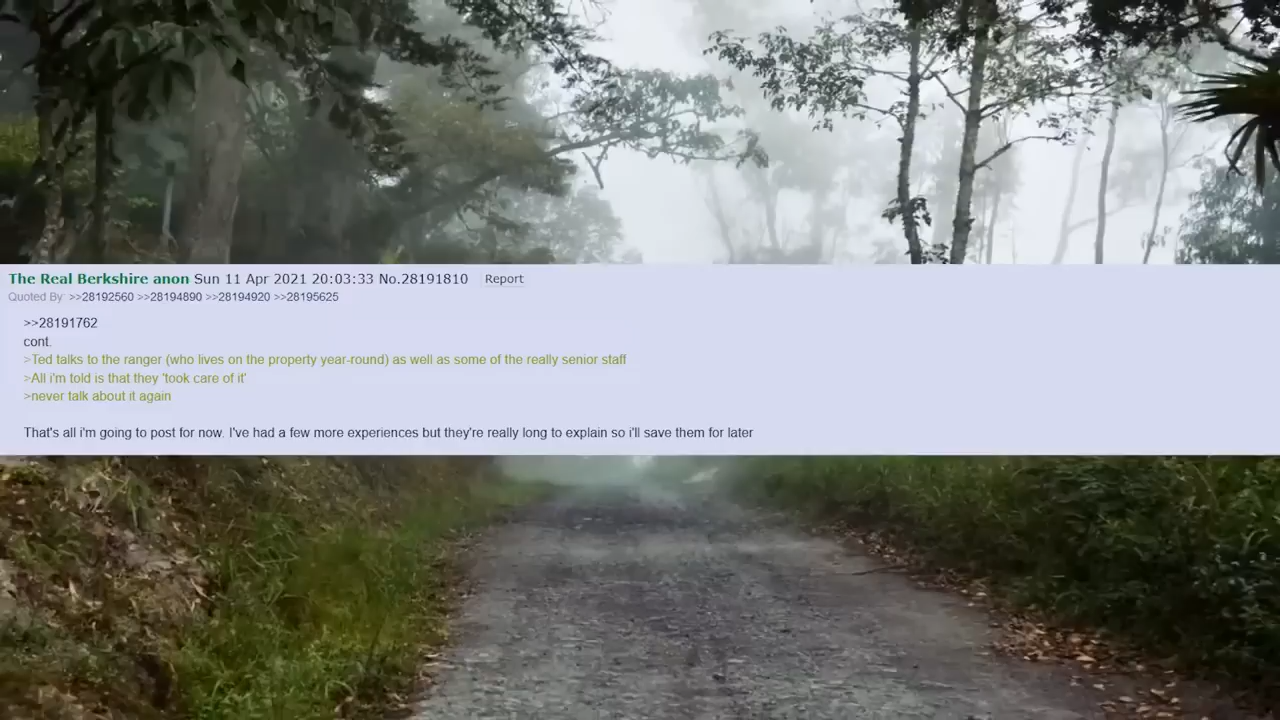 The Real Berkshire anon Sun 11 Apr 2021 20:03:33 No.28191810 Report
Quoted By: >>28192560 >>28194890 >>28194920 >>28195625
>>28191762
cont.
>Ted talks to the ranger (who lives on the property year-round) as well as some of the really senior staff
>All i'm told is that they 'took care of it'
>never talk about it again
That's all i'm going to post for now. I've had a few more experiences but they're really long to explain so i'll save them for later